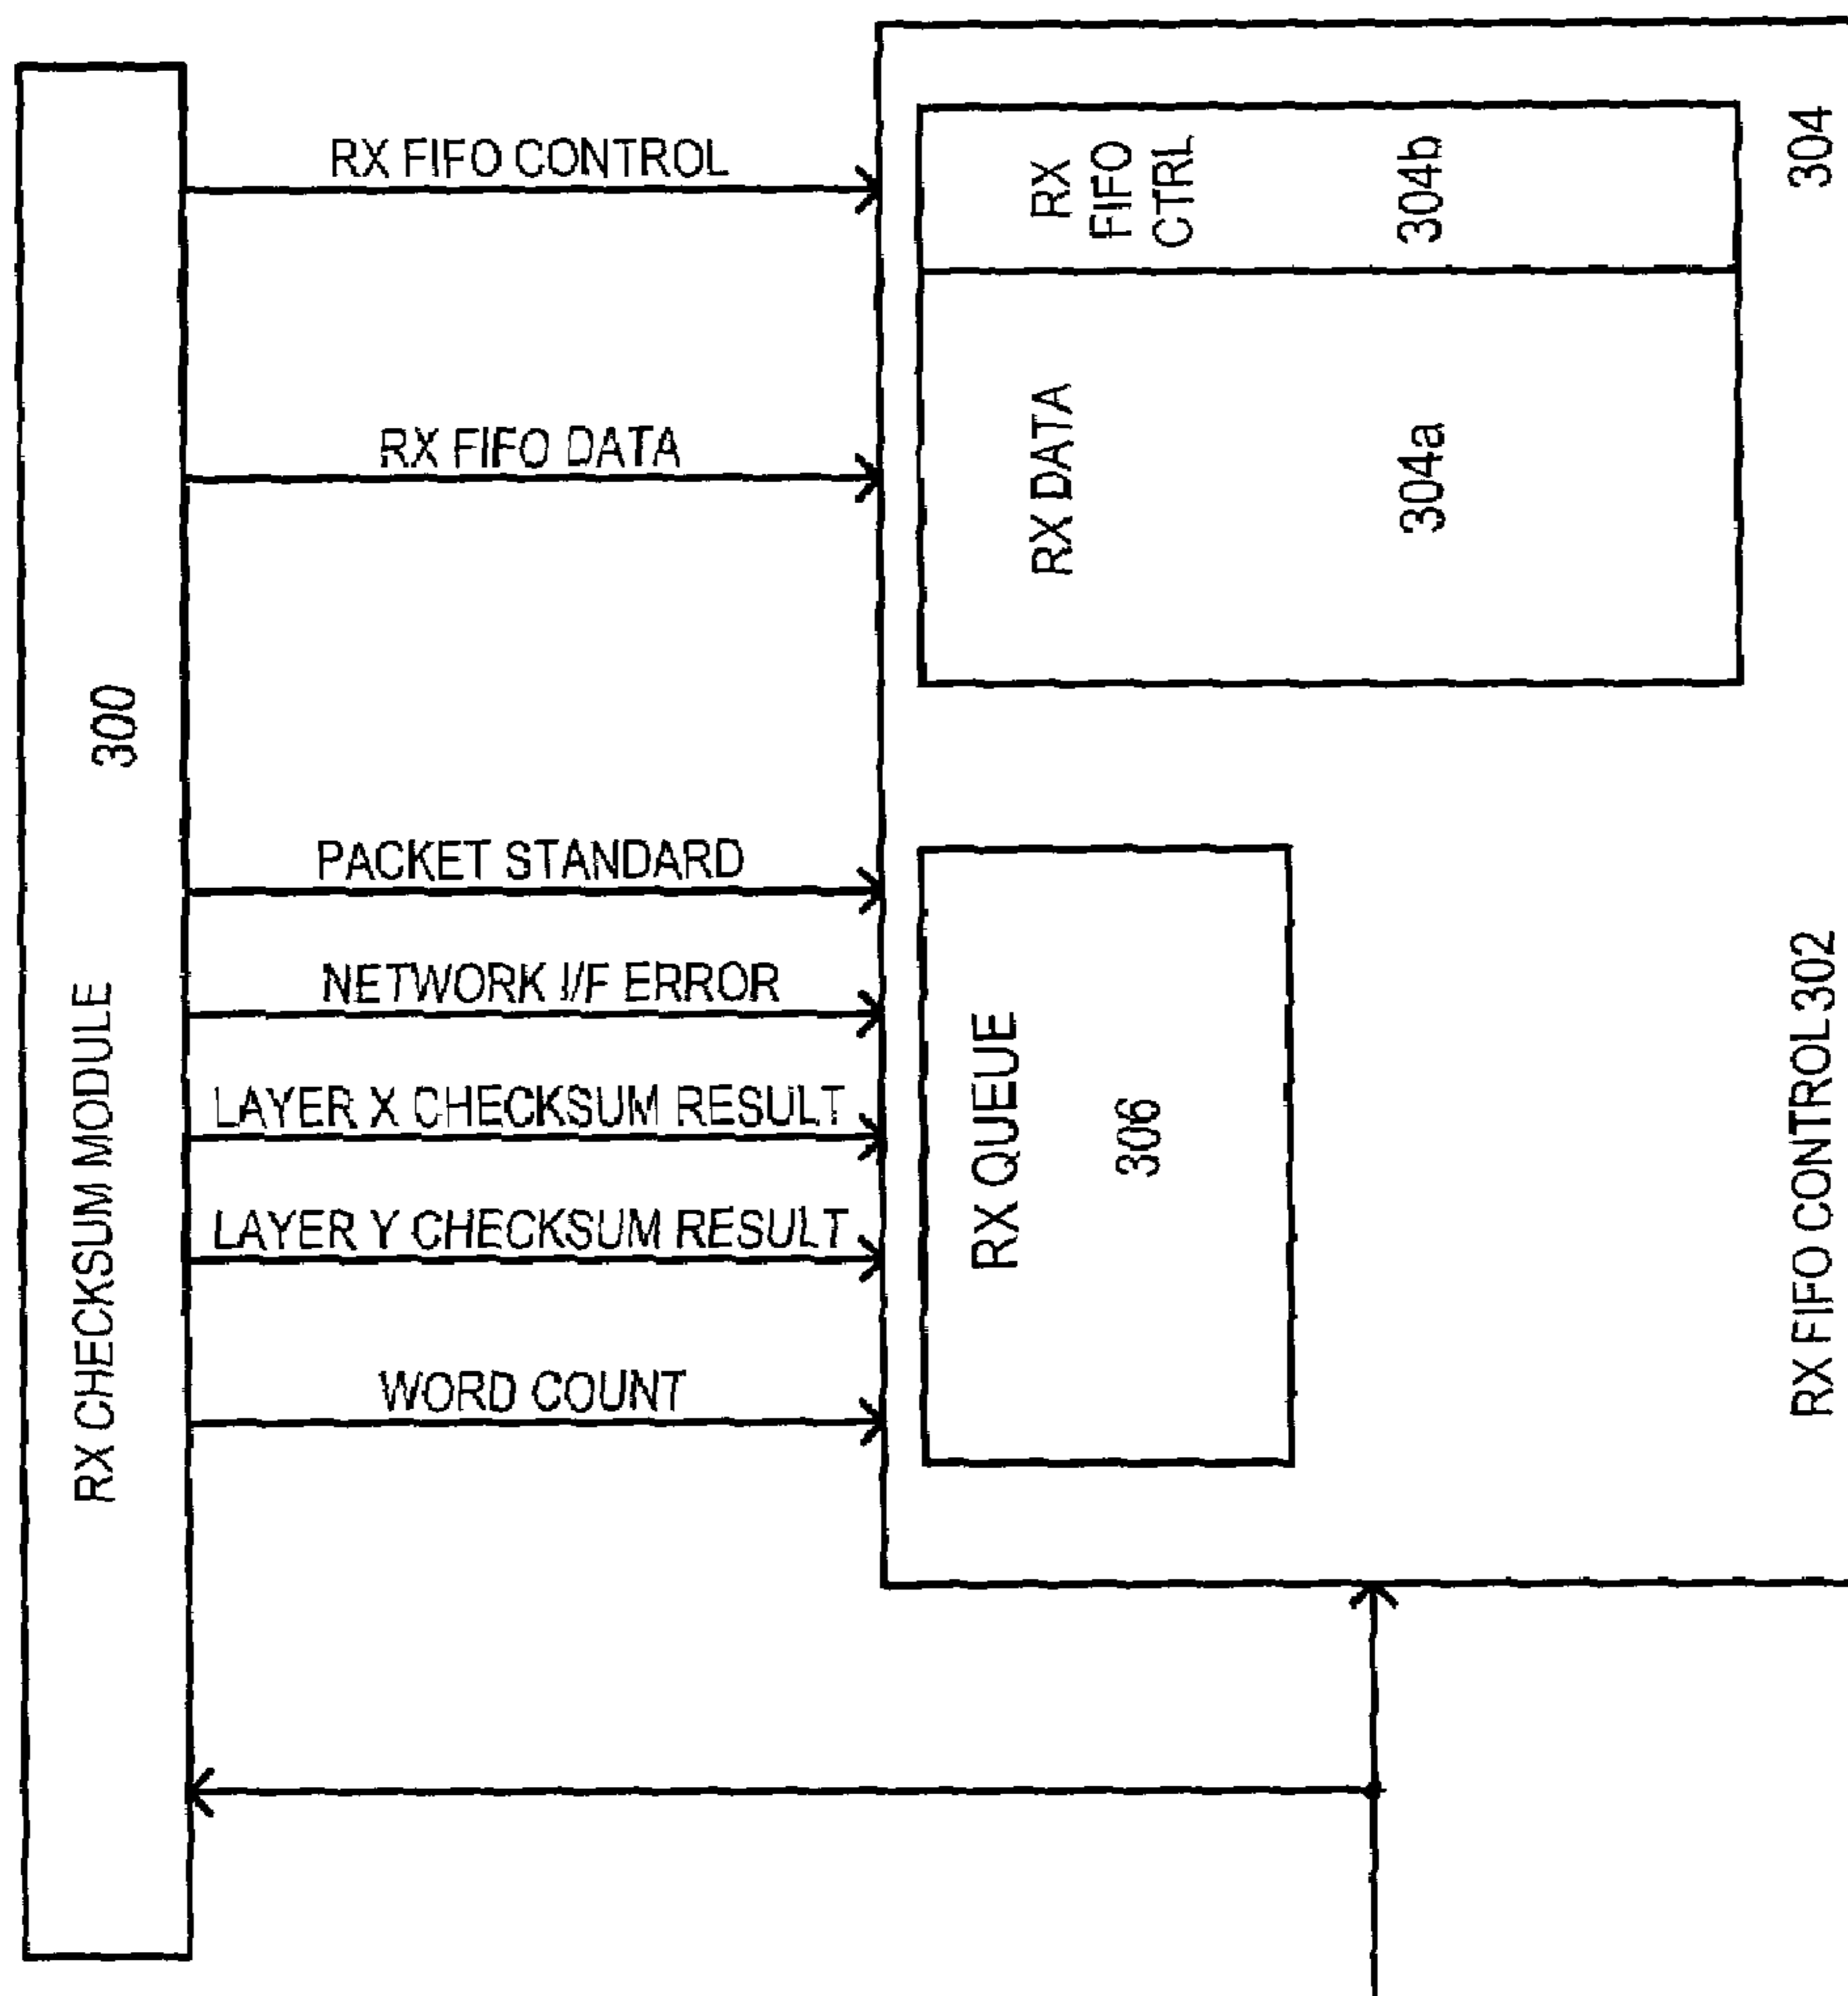 RX CHECKSUM MODULE
300
RX FIFO CONTROL
RX FIFO DATA
PACKET STANDARD
NETWORK I/F ERROR
LAYER X CHECKSUM RESULT
LAYER Y CHECKSUM RESULT
WORD COUNT
RX
FIFO
CTRL
304b
RX DATA
304a
304
RX QUEUE
306
RX FIFO CONTROL 302